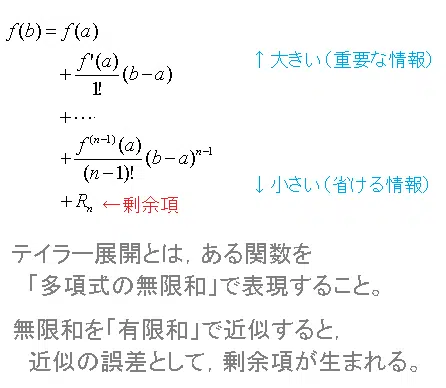 f(b) = f(a)
+ f'(a)/1! (b−a)
↑大きい（重要な情報）
+⋯
+ f^(n−1)(a)/(n−1)! (b−a)^n−1
↓小さい（省ける情報）
+ R_n ←剰余項
テイラー展開とは，ある関数を
「多項式の無限和」で表現すること。
無限和を「有限和」で近似すると，
近似の誤差として，剰余項が生まれる。